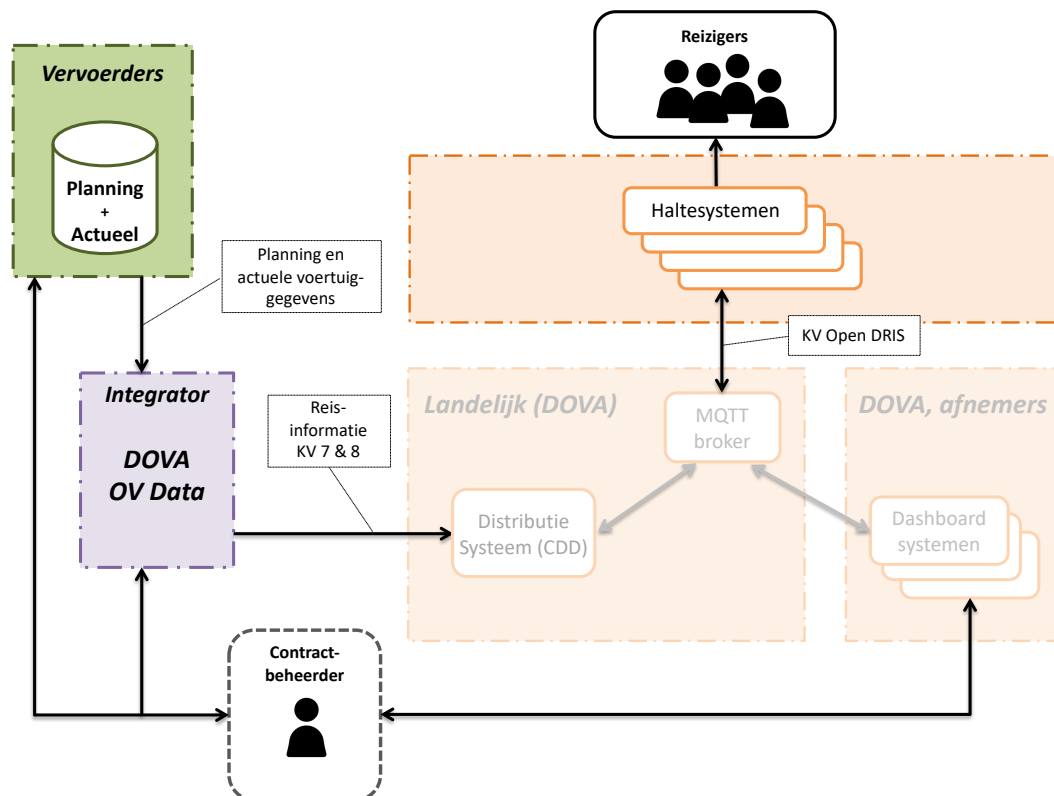 Reizigers
Vervoerders
Planning
+
Actueel
Haltesystemen
Planning en
actuele voertuig-
gegevens
KV Open DRIS
Integrator
DOVA
OV Data
Reis-
informatie
KV 7 & 8
Landelijk (DOVA)
MQTT
broker
DOVA, afnemers
Distributie
Systeem (CDD)
Dashboard
systemen
Contract-
beheerder